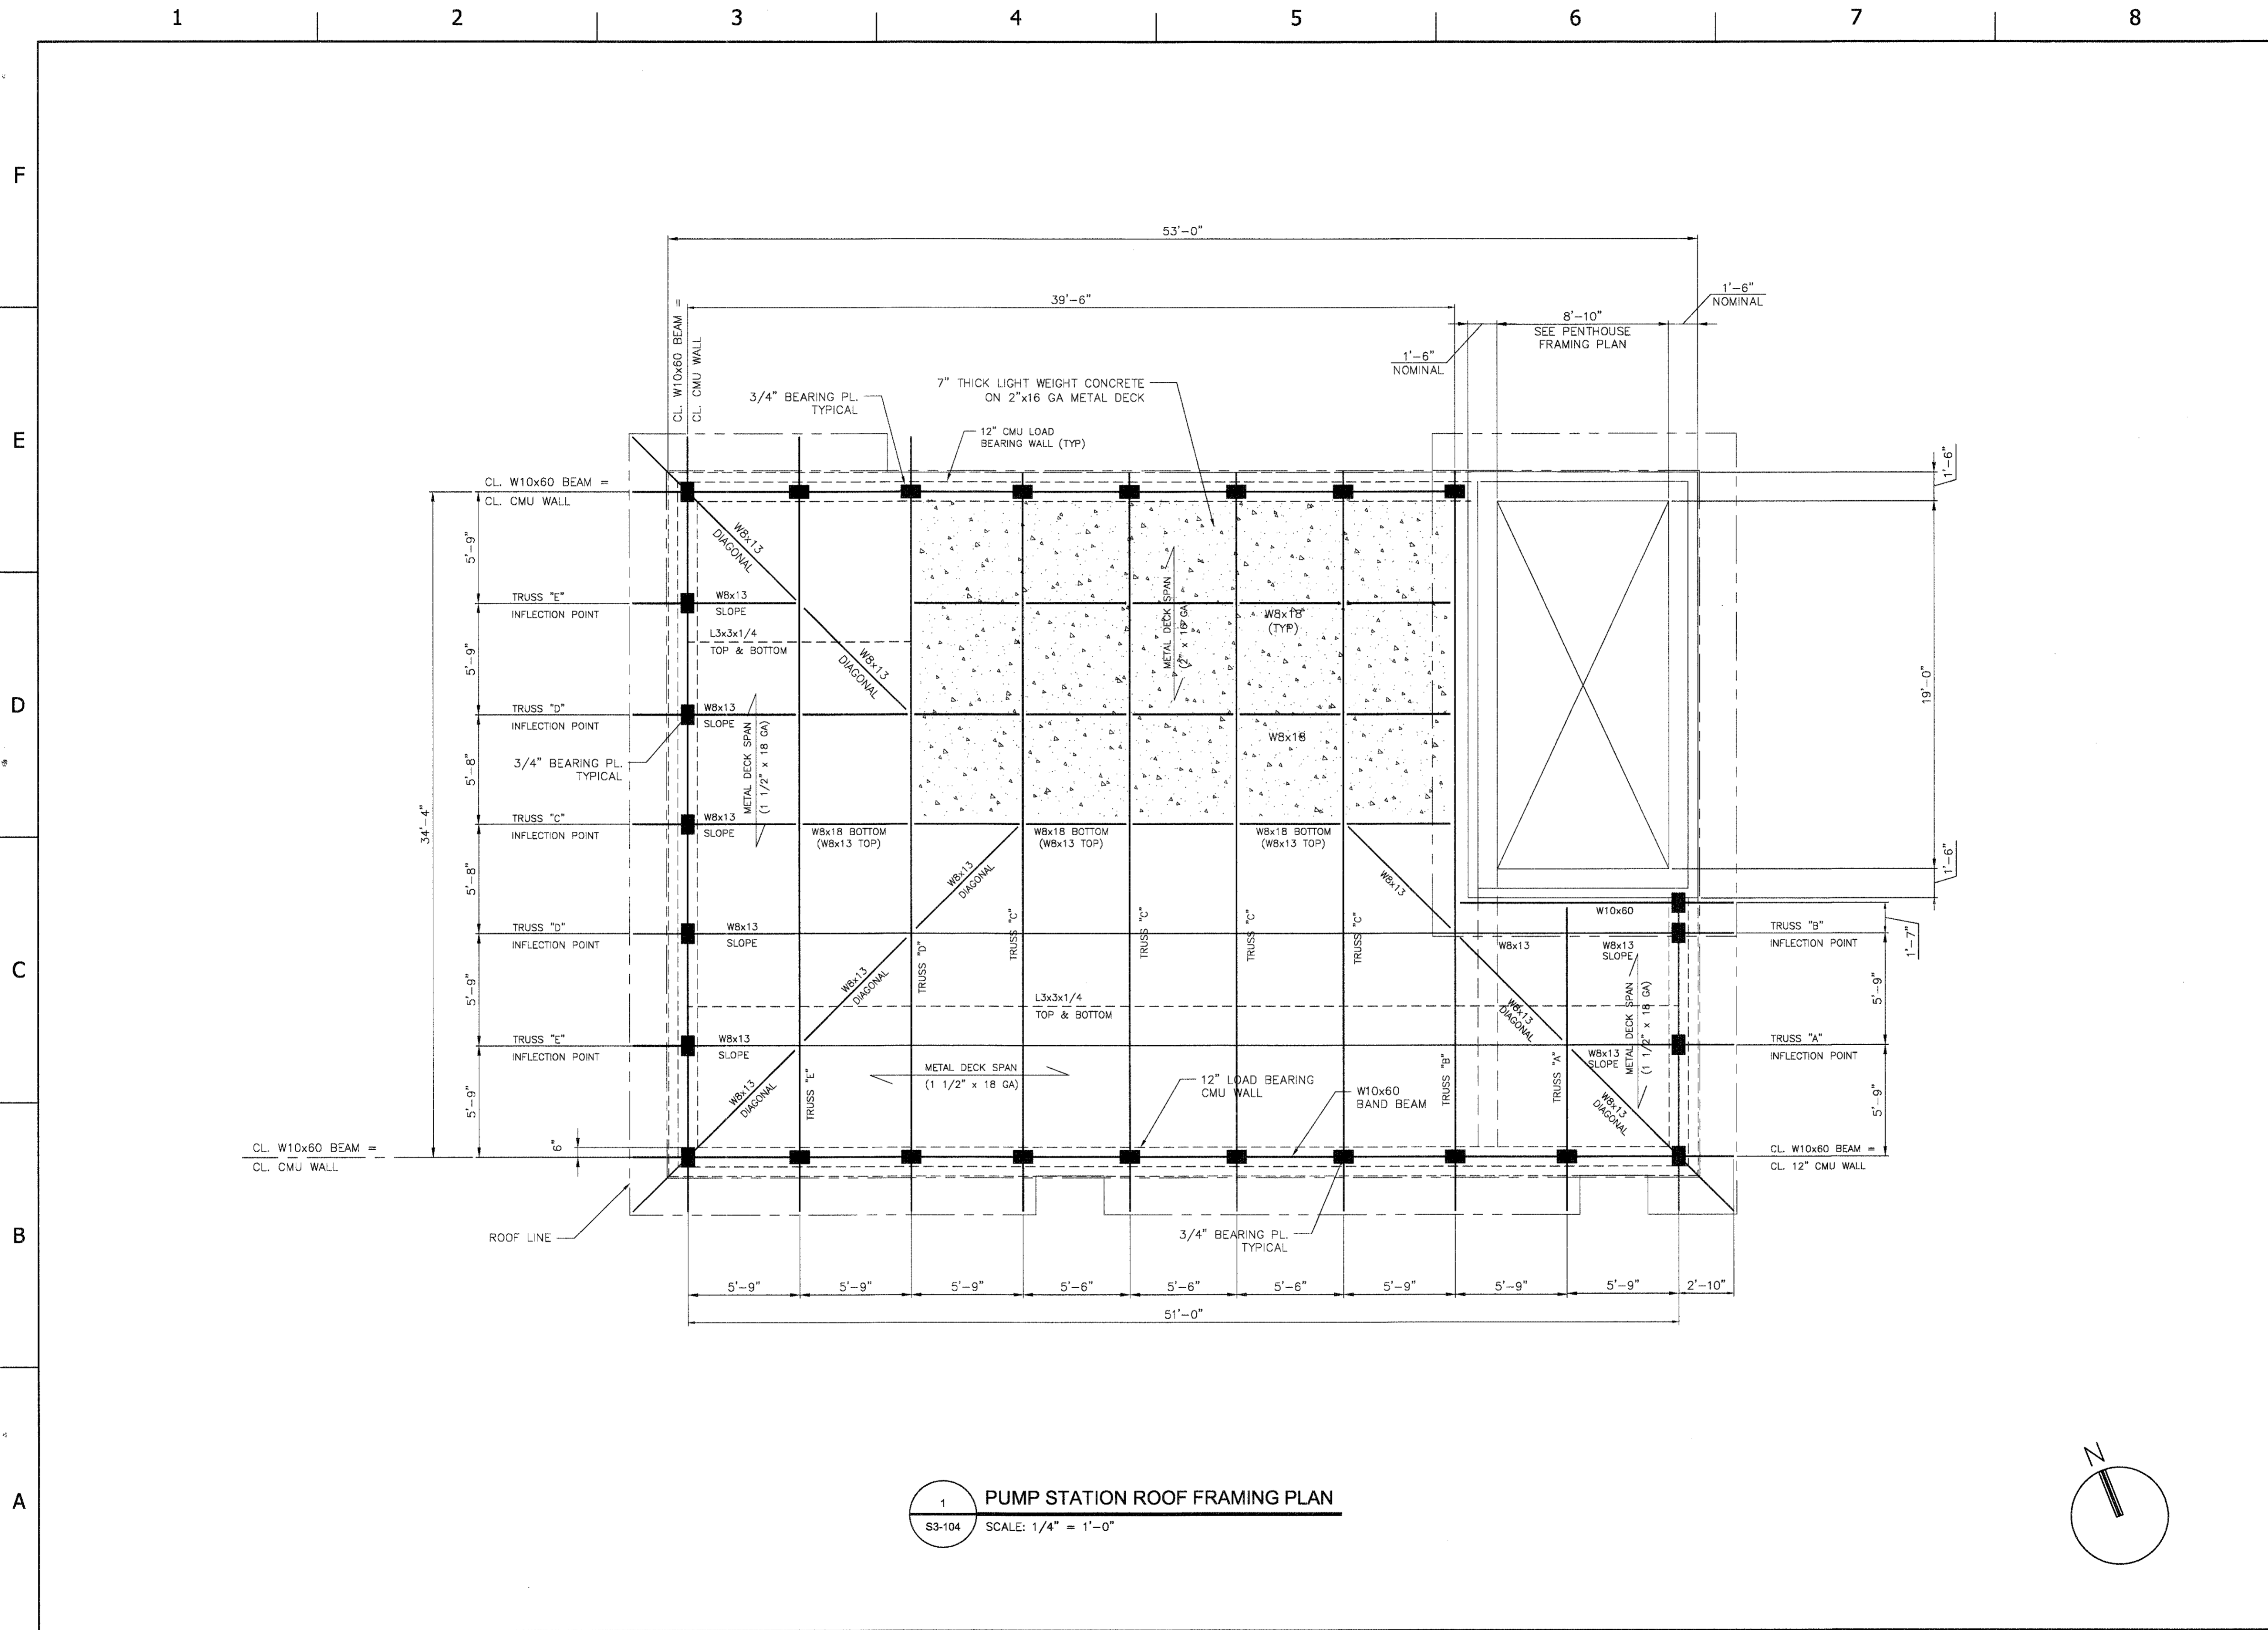 1 2 3 4 5 6 7 8
F
E
D
C
B
A
53'-0"
39'-6"
1'-6"
NOMINAL
8'-10"
SEE PENTHOUSE
FRAMING PLAN
1'-6"
NOMINAL
CL. W10x60 BEAM =
CL. CMU WALL
3/4" BEARING PL.
TYPICAL
7" THICK LIGHT WEIGHT CONCRETE
ON 2"x16 GA METAL DECK
12" CMU LOAD
BEARING WALL (TYP)
CL. W10x60 BEAM =
CL. CMU WALL
1'-6"
19'-0"
1'-6"
34'-4"
5'-9"
5'-9"
5'-8"
5'-8"
5'-9"
5'-9"
6"
TRUSS "E"
INFLECTION POINT
TRUSS "D"
INFLECTION POINT
3/4" BEARING PL.
TYPICAL
TRUSS "C"
INFLECTION POINT
TRUSS "D"
INFLECTION POINT
TRUSS "E"
INFLECTION POINT
W8x13
DIAGONAL
W8x13
SLOPE
L3x3x1/4
TOP & BOTTOM
W8x13
DIAGONAL
W8x13
SLOPE
METAL DECK SPAN
(1 1/2" x 18 GA)
METAL DECK SPAN
(2" x 16 GA)
W8x18
(TYP)
W8x18
W8x13
SLOPE
W8x18 BOTTOM
(W8x13 TOP)
W8x18 BOTTOM
(W8x13 TOP)
W8x18 BOTTOM
(W8x13 TOP)
W8x13
DIAGONAL
W8x13
W8x13
SLOPE
W8x13
DIAGONAL
TRUSS "D"
TRUSS "C"
TRUSS "C"
TRUSS "C"
TRUSS "C"
W10x60
W8x13
W8x13
SLOPE
TRUSS "B"
INFLECTION POINT
1'-7"
5'-9"
5'-9"
L3x3x1/4
TOP & BOTTOM
W8x13
DIAGONAL
METAL DECK SPAN
(1 1/2" x 18 GA)
W8x13
SLOPE
W8x13
DIAGONAL
TRUSS "E"
METAL DECK SPAN
(1 1/2" x 18 GA)
12" LOAD BEARING
CMU WALL
W10x60
BAND BEAM
TRUSS "B"
TRUSS "A"
W8x13
SLOPE
W8x13
DIAGONAL
TRUSS "A"
INFLECTION POINT
CL. W10x60 BEAM =
CL. CMU WALL
CL. W10x60 BEAM =
CL. 12" CMU WALL
ROOF LINE
3/4" BEARING PL.
TYPICAL
5'-9" 5'-9" 5'-9" 5'-6" 5'-6" 5'-6" 5'-9" 5'-9" 5'-9" 2'-10"
51'-0"
1
S3-104
PUMP STATION ROOF FRAMING PLAN
SCALE: 1/4" = 1'-0"
N